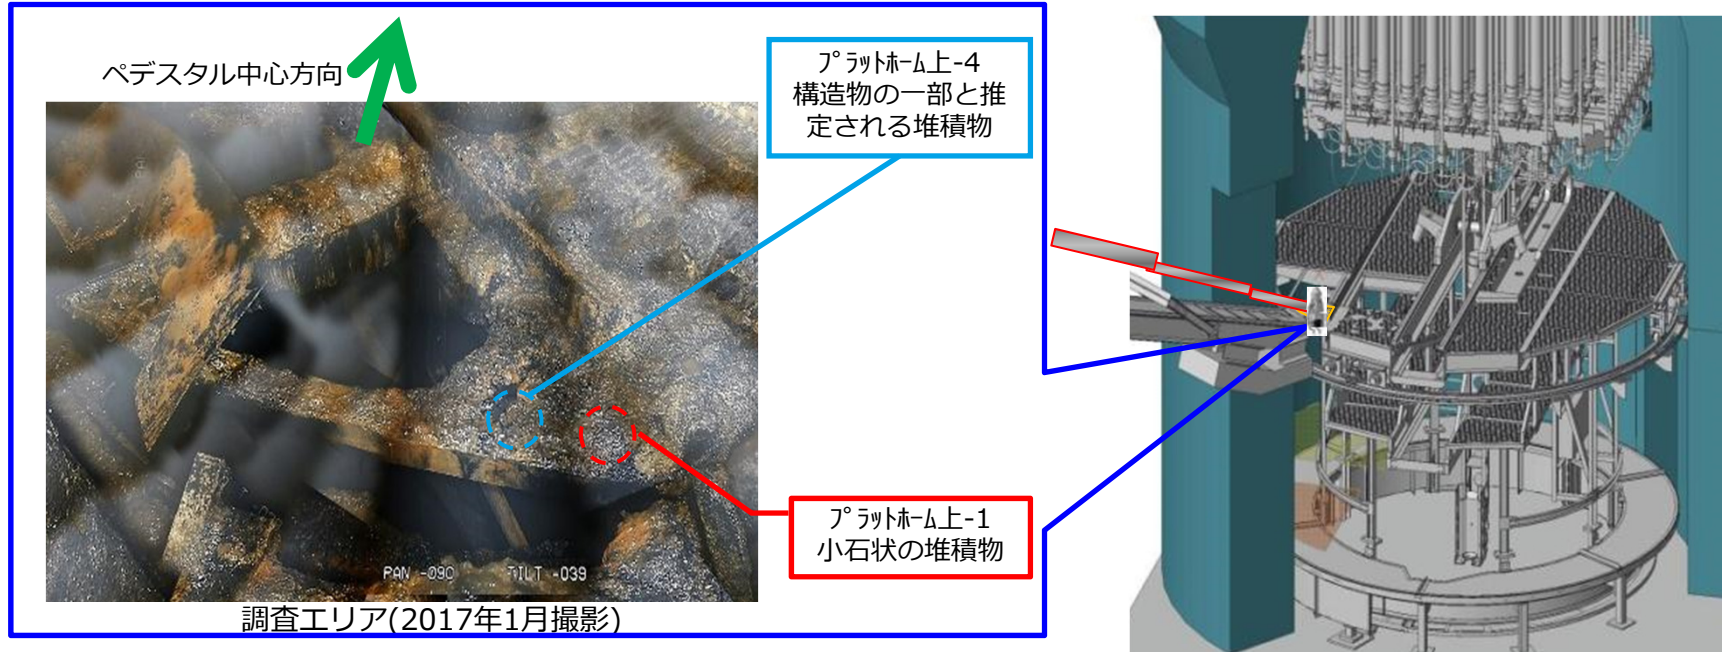 ペデスタル中心方向
ﾌﾟﾗｯﾄﾎｰﾑ上-4
構造物の一部と推
定される堆積物
ﾌﾟﾗｯﾄﾎｰﾑ上-1
小石状の堆積物
PAN -090 TILT -039
調査エリア(2017年1月撮影)